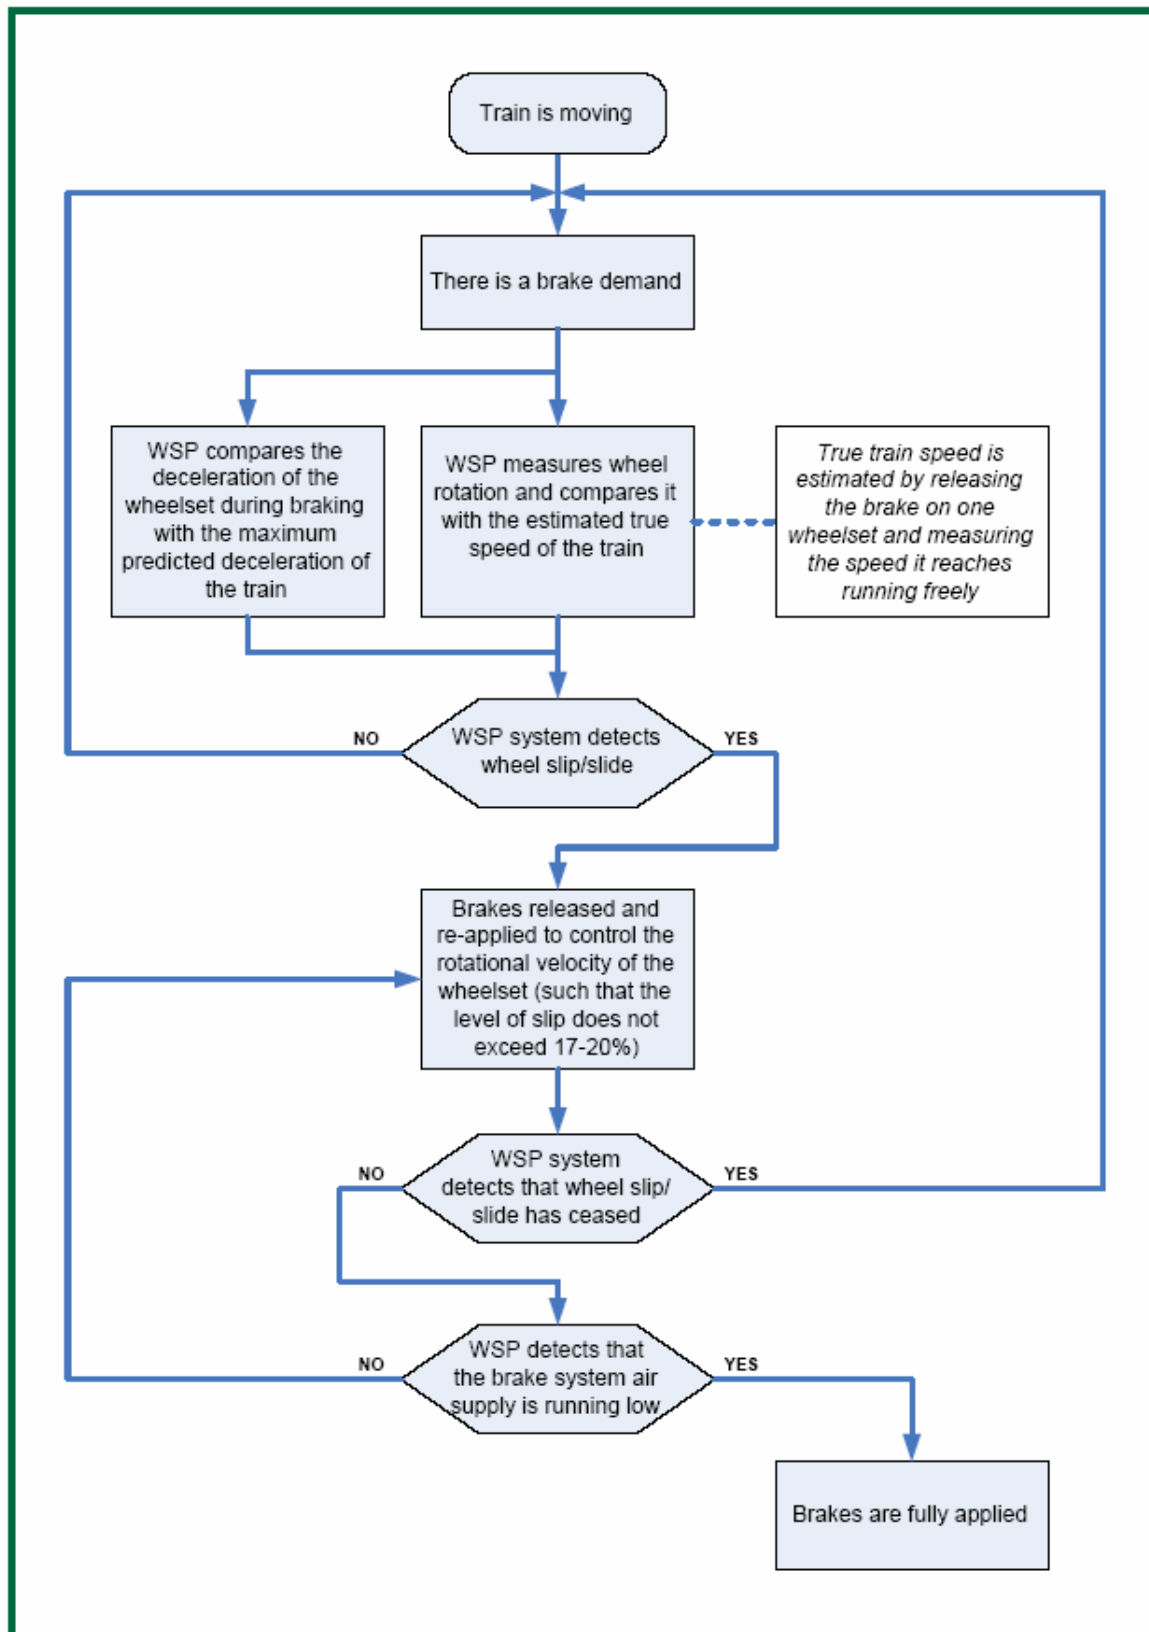 Train is moving
There is a brake demand
WSP compares the
deceleration of the
wheelset during braking
with the maximum
predicted deceleration of
the train
WSP measures wheel
rotation and compares it
with the estimated true
speed of the train
True train speed is
estimated by releasing
the brake on one
wheelset and measuring
the speed it reaches
running freely
NO
WSP system detects
wheel slip/slide
YES
Brakes released and
re-applied to control the
rotational velocity of the
wheelset (such that the
level of slip does not
exceed 17-20%)
NO
WSP system
detects that wheel slip/
slide has ceased
YES
NO
WSP detects that
the brake system air
supply is running low
YES
Brakes are fully applied